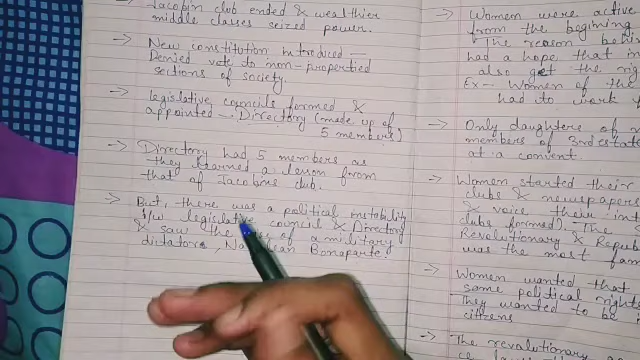 Jacobin club ended & wealthier
middle classes seized power.
→ New constitution introduced —
Denied vote to non-propertied
sections of society.
→ legislative councils formed &
appointed — Directory (made up of
5 members)
→ Directory had 5 members as
they learned a lesson from
that of Jacobins club.
→ But, there was a political instability
b/w legislative council & Directory
& saw the of a military
dictator, Bonaparte
→ Women were active
from the beginning
The reason behin
had a hope that in
also get the rig
Ex- Women of the
had to work
→ Only daughters of
members of 3rd estate
at a convent.
→ Women started their
clubs & newspapers
& voice their in
clubs formed). The
Revolutionary & Repub
was the most fam
→ Women wanted that
same political right
They wanted to be
citizens
→ The revolutionary